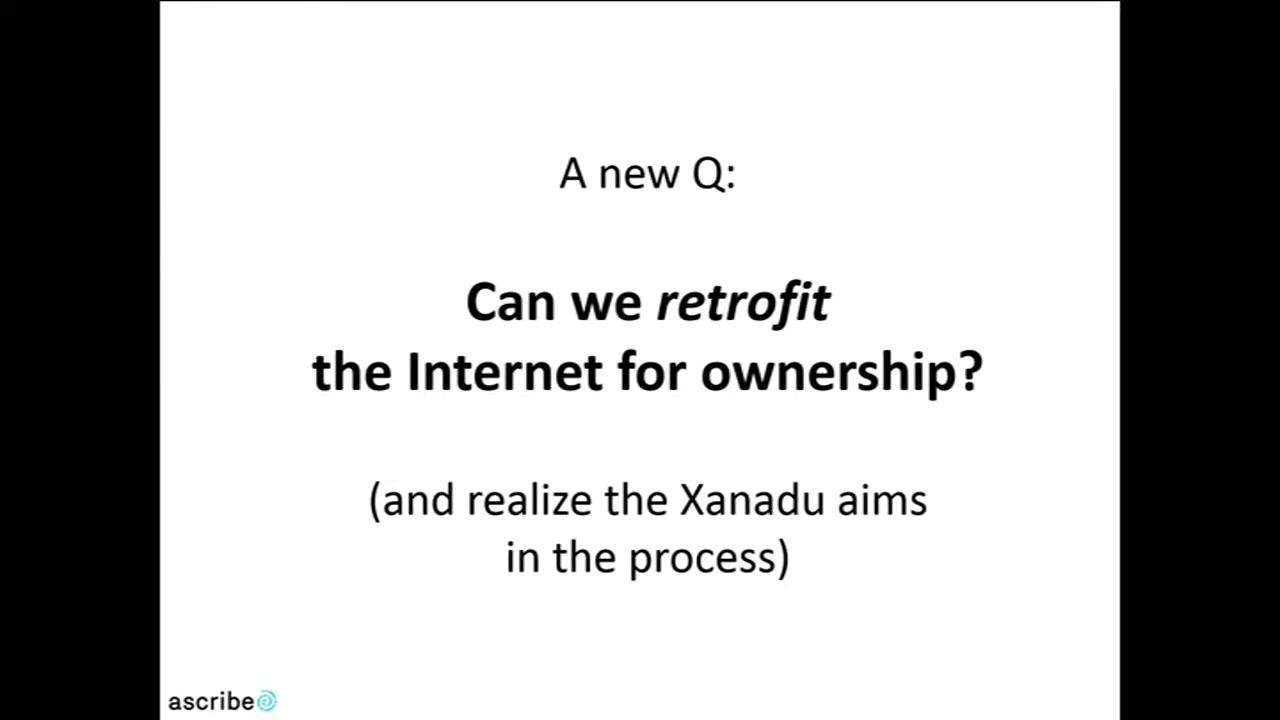 A new Q:
Can we retrofit
the Internet for ownership?
(and realize the Xanadu aims
in the process)
ascribe